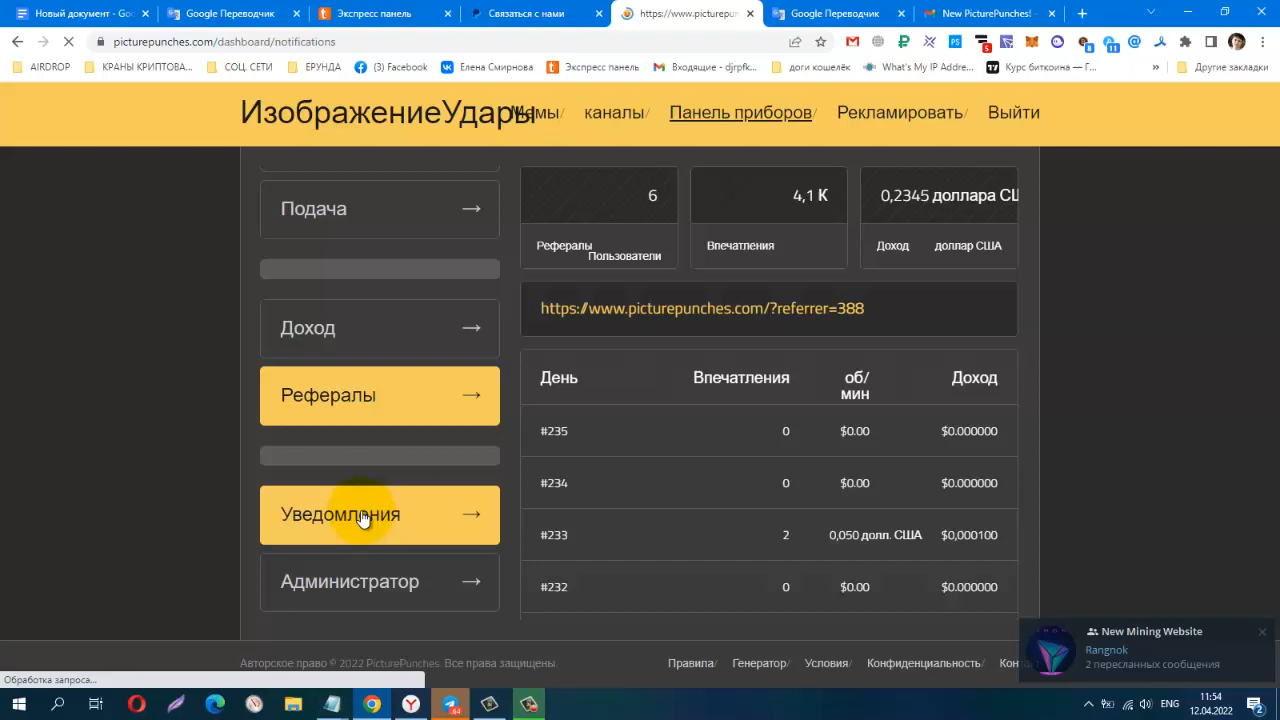 Новый документ - Goo
Google Переводчик
Экспресс панель
Связаться с нами
https://www.picturepunches
Google Переводчик
New PicturePunches! -
picturepunches.com/dashboard/notifications
AIRDROP
КРАНЫ КРИПТОВА...
СОЦ. СЕТИ
ЕРУНДА
(3) Facebook
Елена Смирнова
Экспресс панель
Входящие - djrpfk...
доги кошелёк
What's My IP Addre...
Курс биткоина — Г...
»
Другие закладки
ИзображениеУдары
Мемы/
каналы/
Панель приборов/
Рекламировать/
Выйти
Подача →
Доход →
Рефералы →
Уведомления →
Администратор →
6
4,1 К
0,2345 доллара СШ
Рефералы
Пользователи
Впечатления
Доход
доллар США
https://www.picturepunches.com/?referrer=388
День
Впечатления
об/
мин
Доход
#235 0 $0.00 $0.000000
#234 0 $0.00 $0.000000
#233 2 0,050 долл. США $0,000100
#232 0 $0.00 $0.000000
New Mining Website
Rangnok
2 пересланных сообщения
Авторское право © 2022 PicturePunches. Все права защищены.
Правила/
Генератор/
Условия/
Конфиденциальность/
Конт
Обработка запроса...
64
ENG
11:54
12.04.2022
2